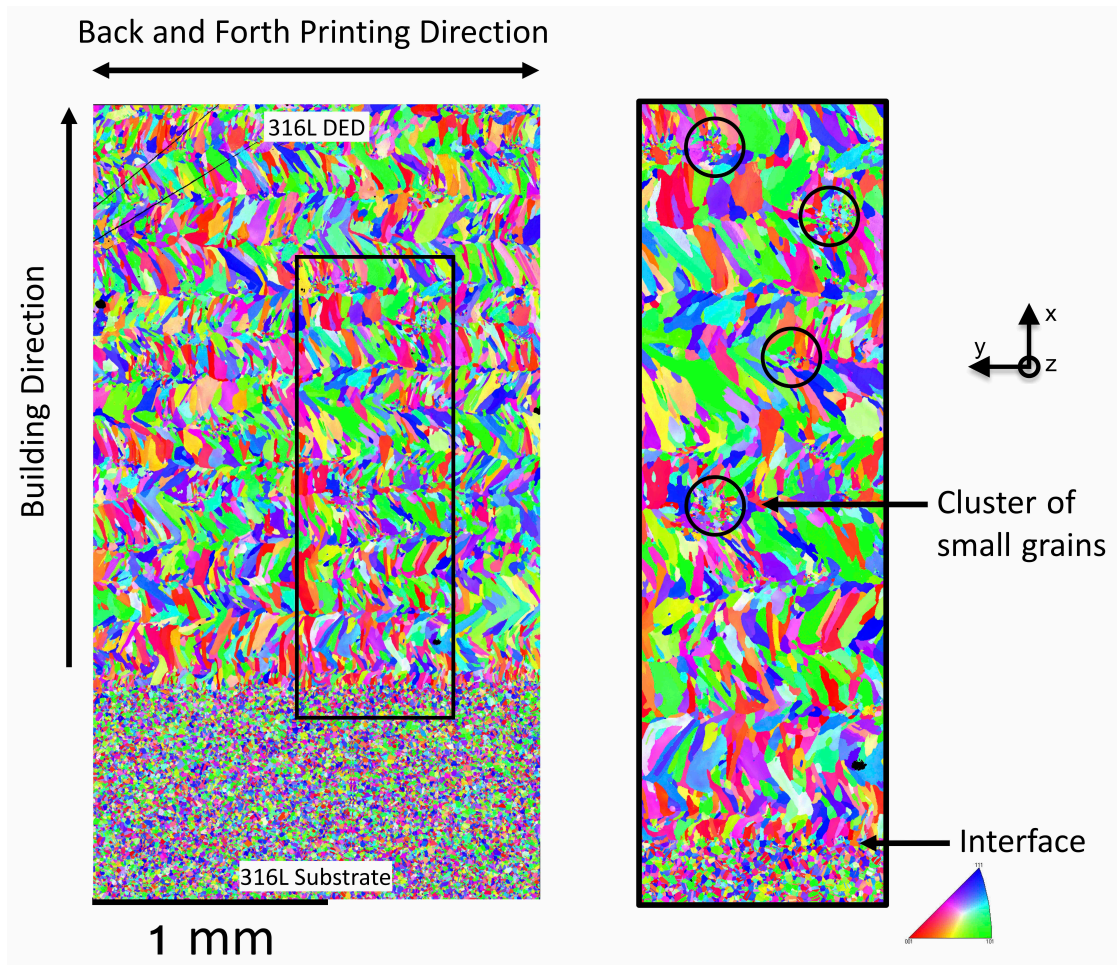 Back and Forth Printing Direction
316L DED
Building Direction
x
y
z
Cluster of
small grains
Interface
111
001
101
316L Substrate
1 mm